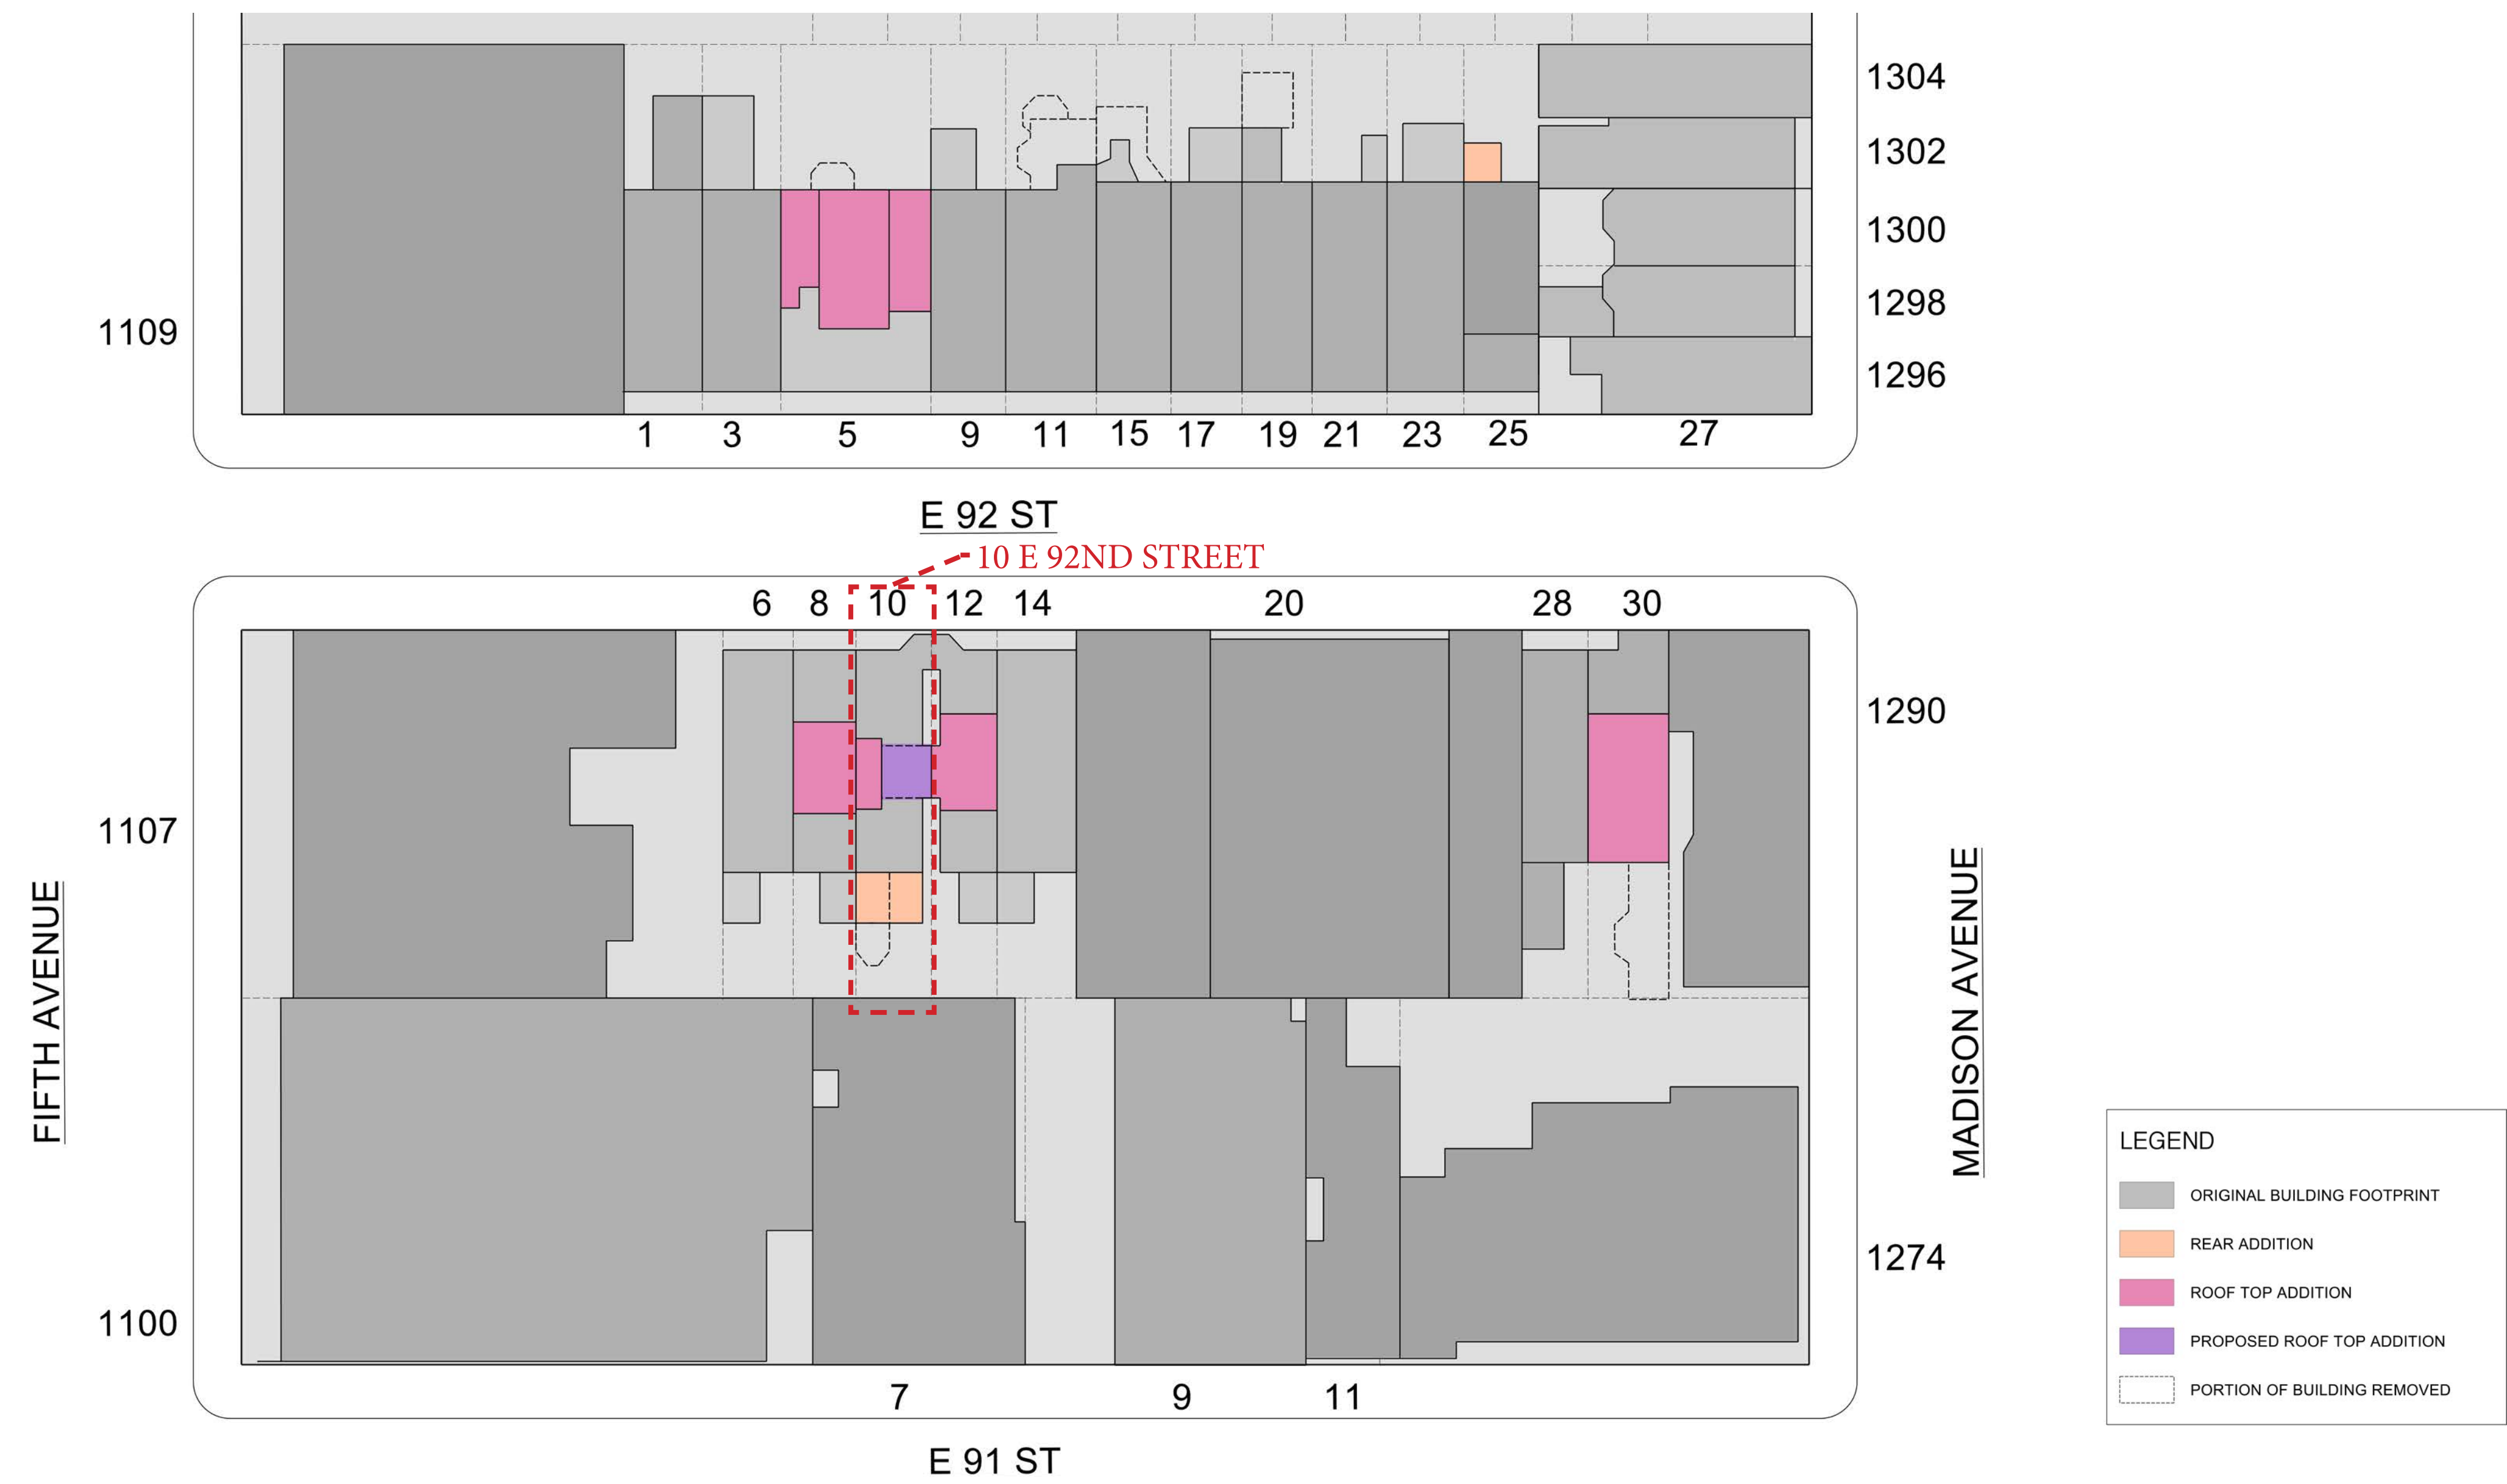 1304
1302
1300
1298
1296
1109
1 3 5 9 11 15 17 19 21 23 25 27
E 92 ST
10 E 92ND STREET
6 8 10 12 14 20 28 30
1290
1107
FIFTH AVENUE
MADISON AVENUE
1274
1100
7 9 11
E 91 ST
LEGEND
ORIGINAL BUILDING FOOTPRINT
REAR ADDITION
ROOF TOP ADDITION
PROPOSED ROOF TOP ADDITION
PORTION OF BUILDING REMOVED